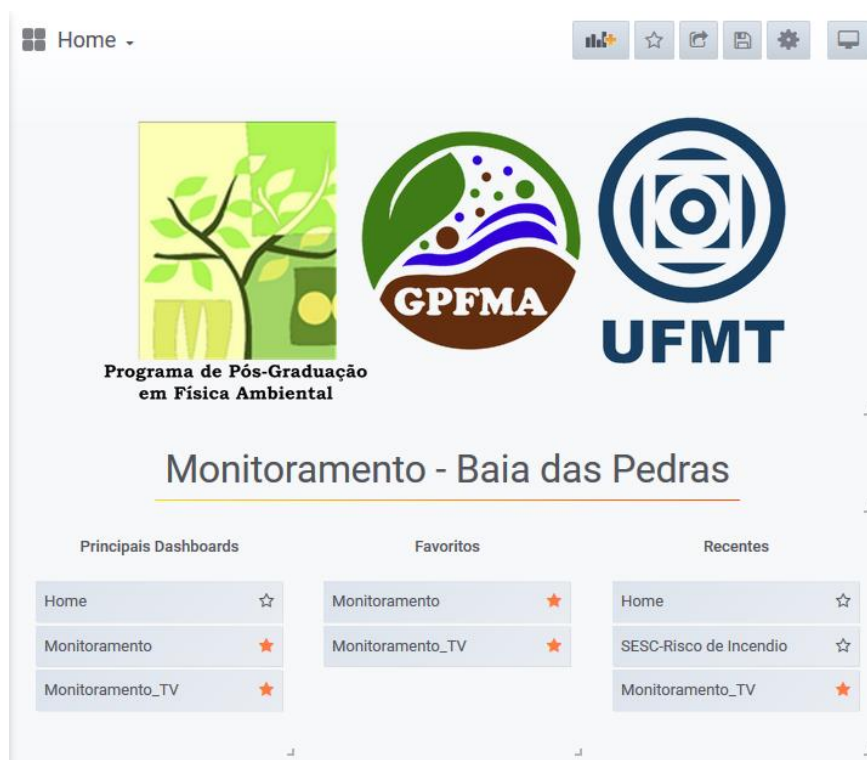 Home
GPFMA
UFMT
Programa de Pós-Graduação
em Física Ambiental
Monitoramento - Baia das Pedras
Principais Dashboards
Home
Monitoramento
Monitoramento_TV
Favoritos
Monitoramento
Monitoramento_TV
Recentes
Home
SESC-Risco de Incendio
Monitoramento_TV